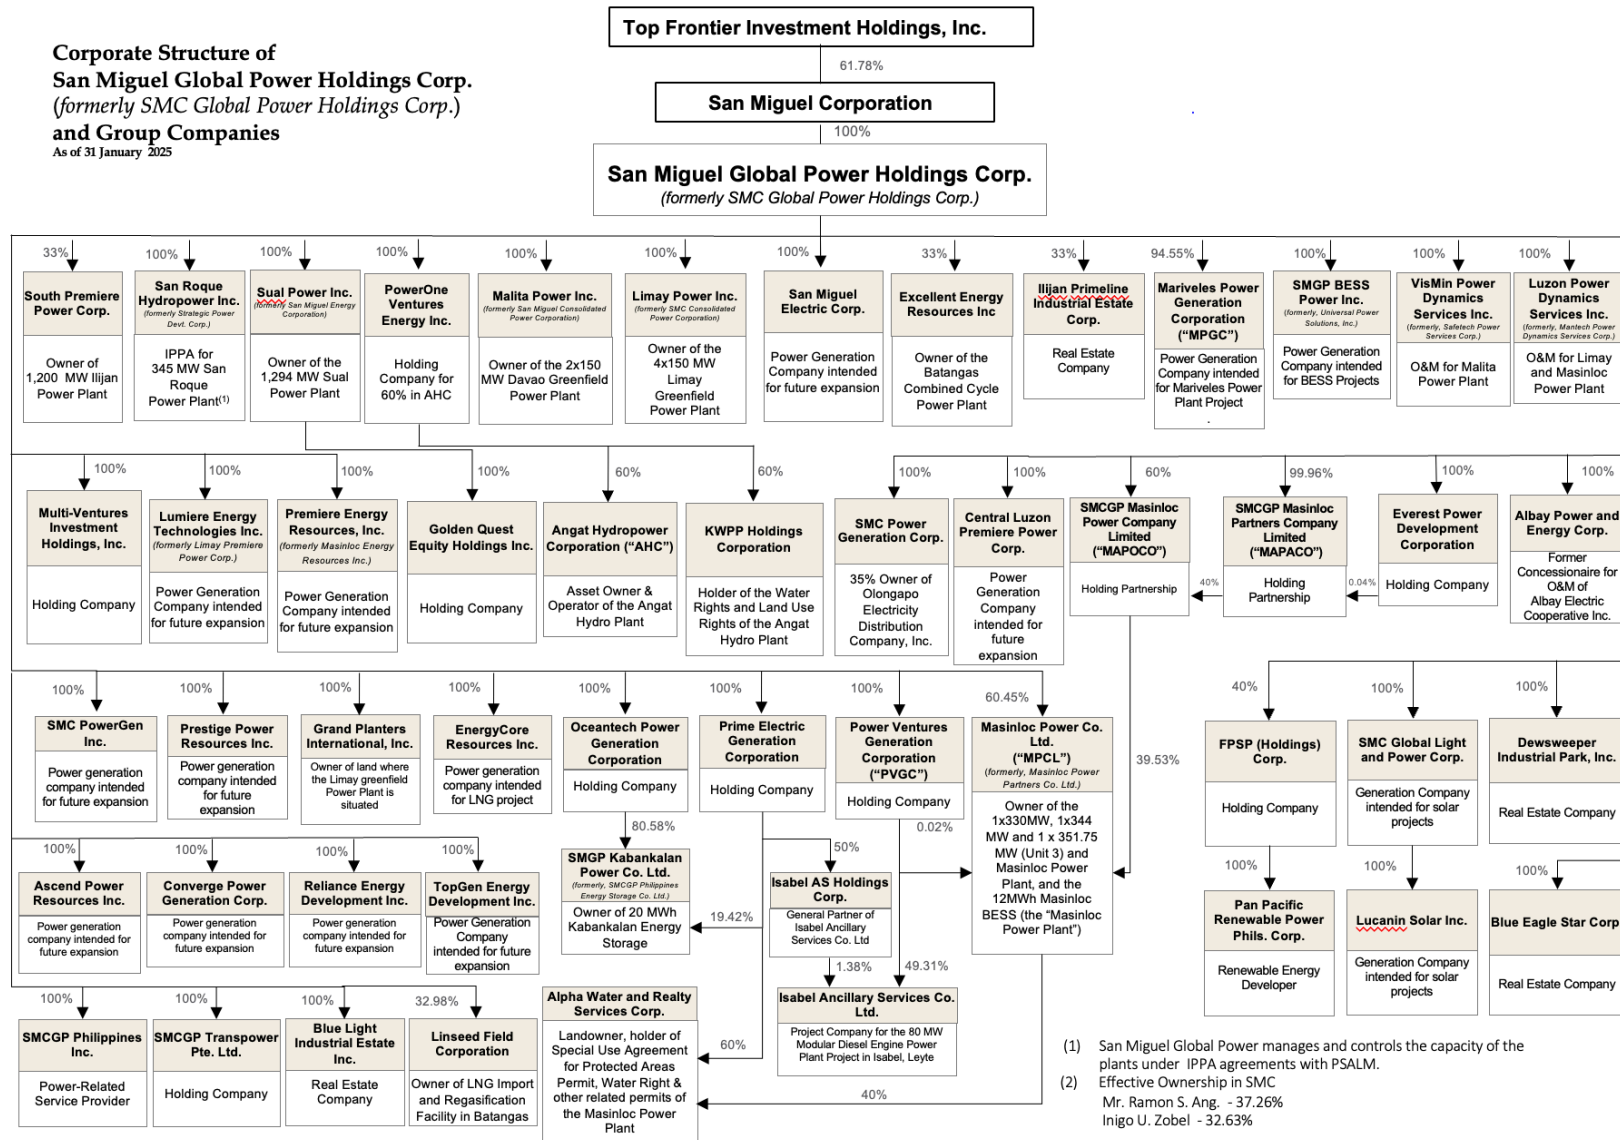 Top Frontier Investment Holdings, Inc.
Corporate Structure of
San Miguel Global Power Holdings Corp.
(formerly SMC Global Power Holdings Corp.)
and Group Companies
As of 31 January 2025
61.78%
San Miguel Corporation
100%
San Miguel Global Power Holdings Corp.
(formerly SMC Global Power Holdings Corp.)
33%
South Premiere
Power Corp.
Owner of
1,200 MW Ilijan
Power Plant
100%
San Roque
Hydropower Inc.
(formerly Strategic Power
Devt. Corp.)
IPPA for
345 MW San
Roque
Power Plant(1)
100%
Sual Power Inc.
(formerly San Miguel Energy
Corporation)
Owner of the
1,294 MW Sual
Power Plant
100%
PowerOne
Ventures
Energy Inc.
Holding
Company for
60% in AHC
100%
Malita Power Inc.
(formerly San Miguel Consolidated
Power Corporation)
Owner of the 2x150
MW Davao Greenfield
Power Plant
100%
Limay Power Inc.
(formerly SMC Consolidated
Power Corporation)
Owner of the
4x150 MW
Limay
Greenfield
Power Plant
100%
San Miguel
Electric Corp.
Power Generation
Company intended
for future expansion
33%
Excellent Energy
Resources Inc
Owner of the
Batangas
Combined Cycle
Power Plant
33%
Ilijan Primeline
Industrial Estate
Corp.
Real Estate
Company
94.55%
Mariveles Power
Generation
Corporation
(“MPGC”)
Power Generation
Company intended
for Mariveles Power
Plant Project
.
100%
SMGP BESS
Power Inc.
(formerly, Universal Power
Solutions, Inc.)
Power Generation
Company intended
for BESS Projects
100%
VisMin Power
Dynamics
Services Inc.
(formerly, Safetech Power
Services Corp.)
O&M for Malita
Power Plant
100%
Luzon Power
Dynamics
Services Inc.
(formerly, Mantech Power
Dynamics Services Corp.)
O&M for Limay
and Masinloc
Power Plant
100%
Multi-Ventures
Investment
Holdings, Inc.
Holding Company
100%
Lumiere Energy
Technologies Inc.
(formerly Limay Premiere
Power Corp.)
Power Generation
Company intended
for future expansion
100%
Premiere Energy
Resources, Inc.
(formerly Masinloc Energy
Resources Inc.)
Power Generation
Company intended
for future expansion
100%
Golden Quest
Equity Holdings Inc.
Holding Company
60%
Angat Hydropower
Corporation (“AHC”)
Asset Owner &
Operator of the Angat
Hydro Plant
60%
KWPP Holdings
Corporation
Holder of the Water
Rights and Land Use
Rights of the Angat
Hydro Plant
100%
SMC Power
Generation Corp.
35% Owner of
Olongapo
Electricity
Distribution
Company, Inc.
100%
Central Luzon
Premiere Power
Corp.
Power
Generation
Company
intended for
future
expansion
60%
SMCGP Masinloc
Power Company
Limited
(“MAPOCO”)
Holding Partnership
40%
99.96%
SMCGP Masinloc
Partners Company
Limited
(“MAPACO”)
Holding
Partnership
0.04%
100%
Everest Power
Development
Corporation
Holding Company
100%
Albay Power and
Energy Corp.
Former
Concessionaire for
O&M of
Albay Electric
Cooperative Inc.
100%
SMC PowerGen
Inc.
Power generation
company intended
for future expansion
100%
Prestige Power
Resources Inc.
Power generation
company intended
for future
expansion
100%
Grand Planters
International, Inc.
Owner of land where
the Limay greenfield
Power Plant is
situated
100%
EnergyCore
Resources Inc.
Power generation
company intended
for LNG project
100%
Oceantech Power
Generation
Corporation
Holding Company
100%
Prime Electric
Generation
Corporation
Holding Company
100%
Power Ventures
Generation
Corporation
(“PVGC”)
Holding Company
60.45%
Masinloc Power Co.
Ltd.
(“MPCL”)
(formerly, Masinloc Power
Partners Co. Ltd.)
Owner of the
1x330MW, 1x344
MW and 1 x 351.75
MW (Unit 3) and
Masinloc Power
Plant, and the
12MWh Masinloc
BESS (the “Masinloc
Power Plant”)
39.53%
0.02%
40%
FPSP (Holdings)
Corp.
Holding Company
100%
SMC Global Light
and Power Corp.
Generation Company
intended for solar
projects
100%
Dewsweeper
Industrial Park, Inc.
Real Estate Company
100%
Ascend Power
Resources Inc.
Power generation
company intended for
future expansion
100%
Converge Power
Generation Corp.
Power generation
company intended for
future expansion
100%
Reliance Energy
Development Inc.
Power generation
company intended for
future expansion
100%
TopGen Energy
Development Inc.
Power Generation
Company
intended for future
expansion
80.58%
SMGP Kabankalan
Power Co. Ltd.
(formerly, SMCGP Philippines
Energy Storage Co. Ltd.)
Owner of 20 MWh
Kabankalan Energy
Storage
19.42%
50%
Isabel AS Holdings
Corp.
General Partner of
Isabel Ancillary
Services Co. Ltd
1.38%
49.31%
100%
Pan Pacific
Renewable Power
Phils. Corp.
Renewable Energy
Developer
100%
Lucanin Solar Inc.
Generation Company
intended for solar
projects
100%
Blue Eagle Star Corp
Real Estate Company
100%
SMCGP Philippines
Inc.
Power-Related
Service Provider
100%
SMCGP Transpower
Pte. Ltd.
Holding Company
100%
Blue Light
Industrial Estate
Inc.
Real Estate
Company
32.98%
Linseed Field
Corporation
Owner of LNG Import
and Regasification
Facility in Batangas
Alpha Water and Realty
Services Corp.
Landowner, holder of
Special Use Agreement
for Protected Areas
Permit, Water Right &
other related permits of
the Masinloc Power
Plant
60%
40%
Isabel Ancillary Services Co.
Ltd.
Project Company for the 80 MW
Modular Diesel Engine Power
Plant Project in Isabel, Leyte
(1) San Miguel Global Power manages and controls the capacity of the
plants under IPPA agreements with PSALM.
(2) Effective Ownership in SMC
Mr. Ramon S. Ang. - 37.26%
Inigo U. Zobel - 32.63%